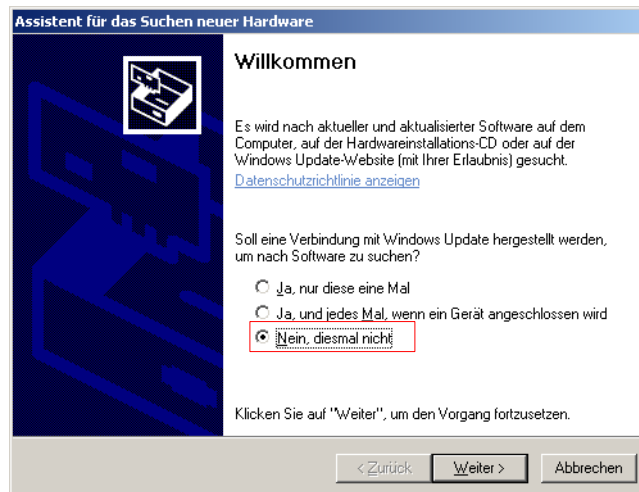 Assistent für das Suchen neuer Hardware
Willkommen
Es wird nach aktueller und aktualisierter Software auf dem
Computer, auf der Hardwareinstallations-CD oder auf der
Windows Update-Website (mit Ihrer Erlaubnis) gesucht.
Datenschutzrichtlinie anzeigen
Soll eine Verbindung mit Windows Update hergestellt werden,
um nach Software zu suchen?
Ja, nur diese eine Mal
Ja, und jedes Mal, wenn ein Gerät angeschlossen wird
Nein, diesmal nicht
Klicken Sie auf "Weiter", um den Vorgang fortzusetzen.
< Zurück Weiter > Abbrechen